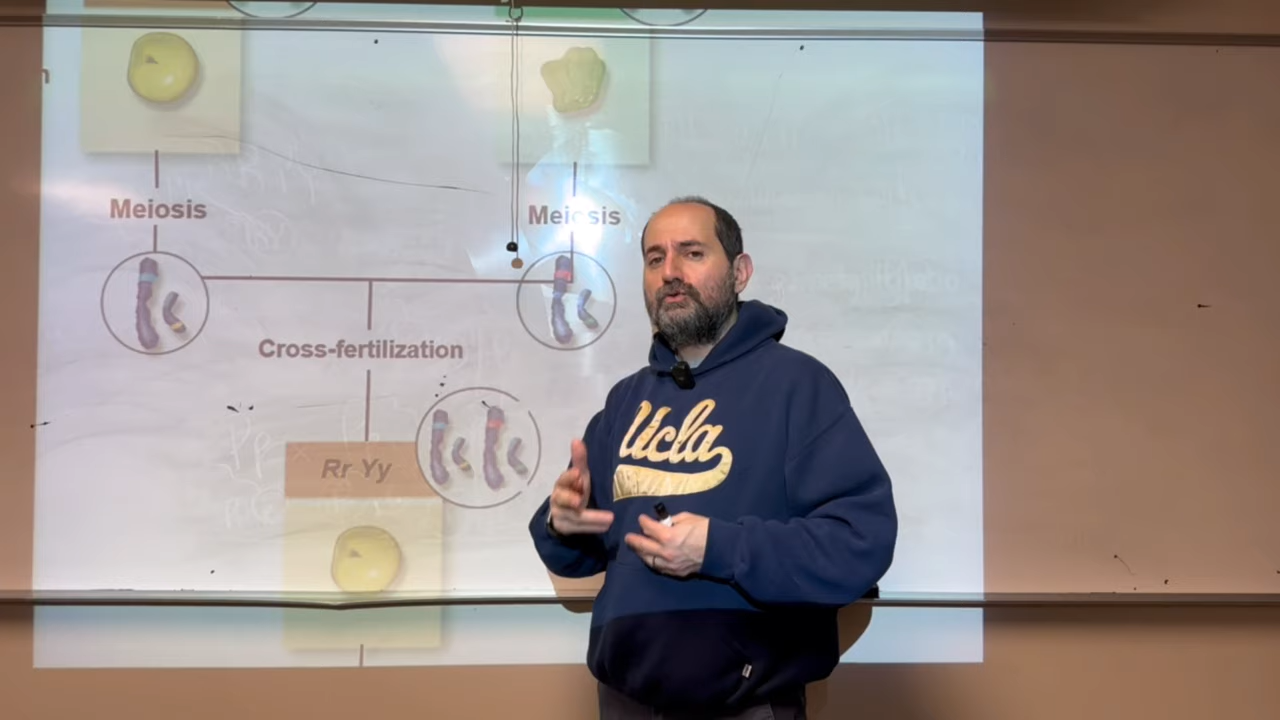 Meiosis
Meiosis
Cross-fertilization
Rr Yy
Ucla